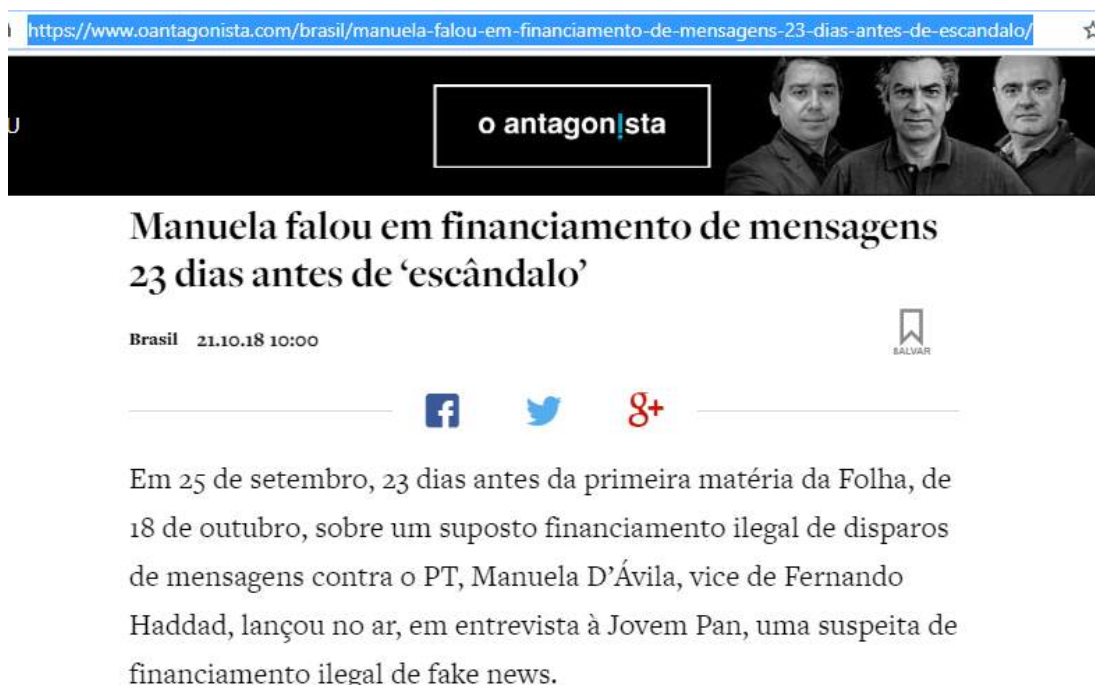 https://www.oantagonista.com/brasil/manuela-falou-em-financiamento-de-mensagens-23-dias-antes-de-escandalo/
U
o antagon!sta
Manuela falou em financiamento de mensagens
23 dias antes de ‘escândalo’
Brasil 21.10.18 10:00
SALVAR
g+
Em 25 de setembro, 23 dias antes da primeira matéria da Folha, de
18 de outubro, sobre um suposto financiamento ilegal de disparos
de mensagens contra o PT, Manuela D’Ávila, vice de Fernando
Haddad, lançou no ar, em entrevista à Jovem Pan, uma suspeita de
financiamento ilegal de fake news.